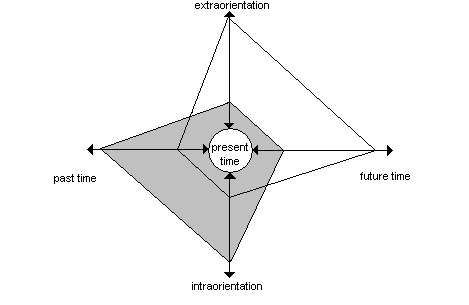 extraorientation
present
time
past time
future time
intraorientation